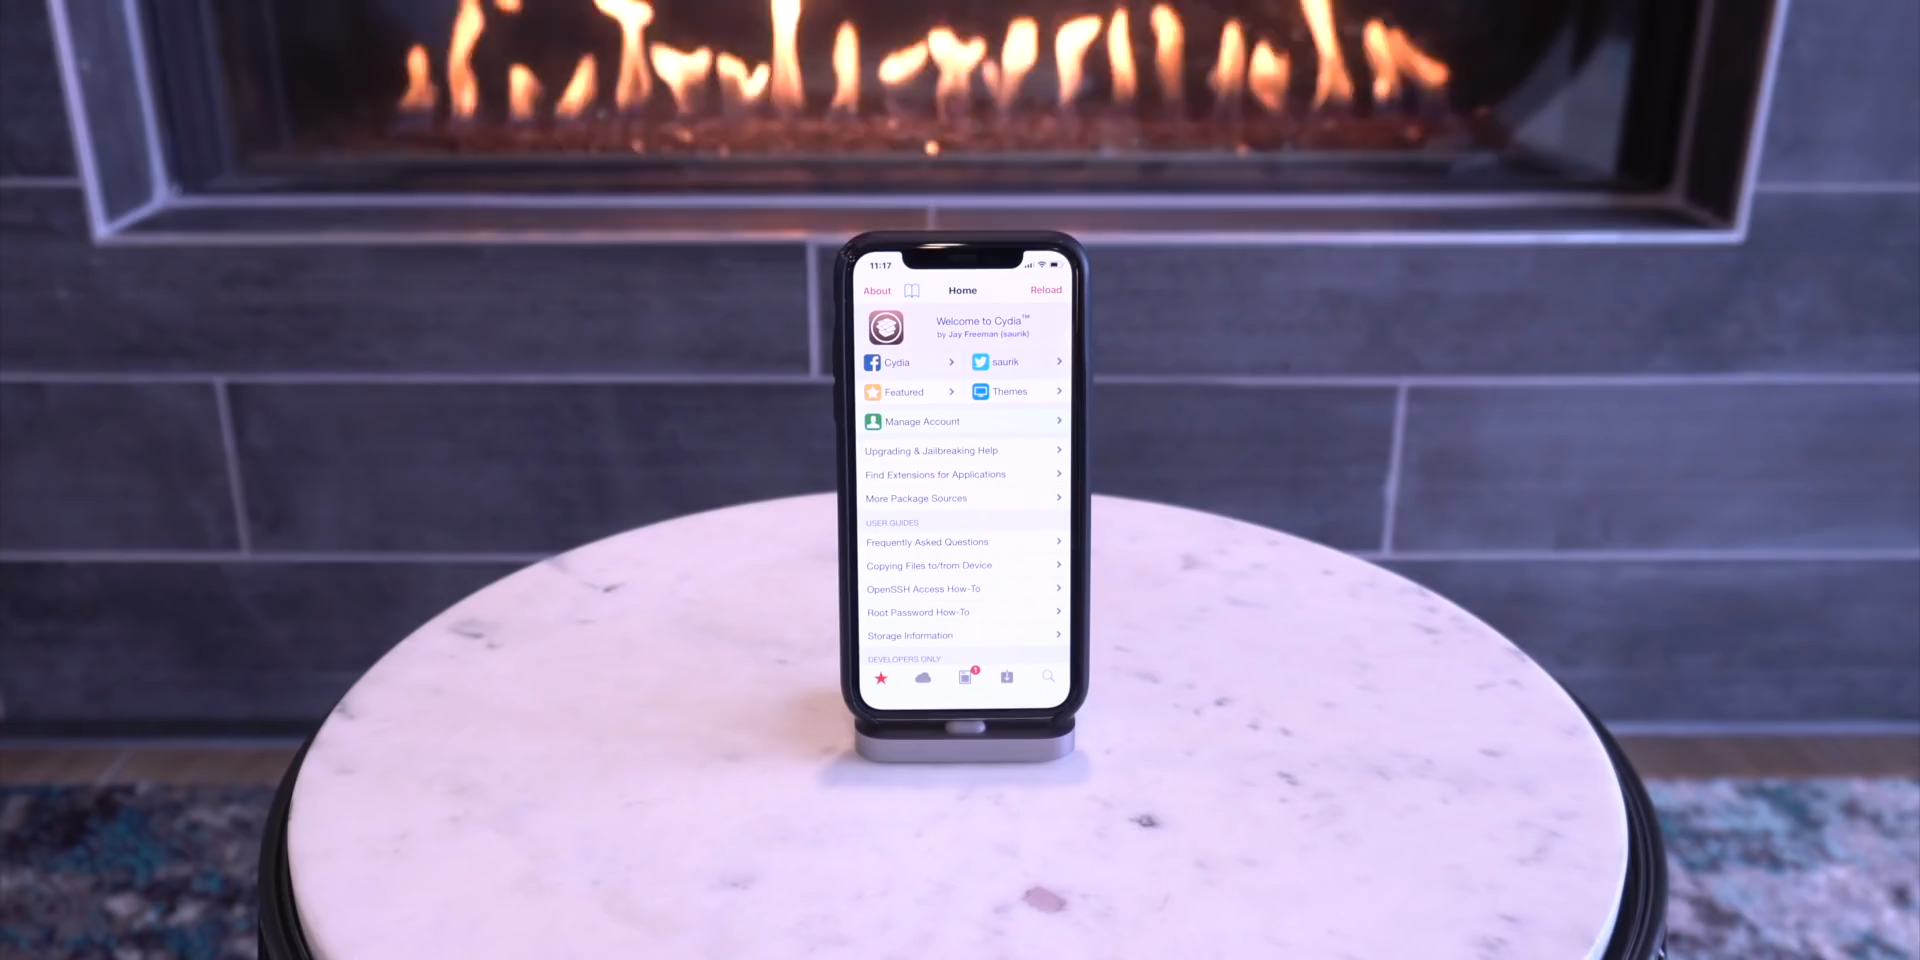 11:17
About Home Reload
Welcome to Cydia™
by Jay Freeman (saurik)
Cydia saurik
Featured Themes
Manage Account
Upgrading & Jailbreaking Help
Find Extensions for Applications
More Package Sources
USER GUIDES
Frequently Asked Questions
Copying Files to/from Device
OpenSSH Access How-To
Root Password How-To
Storage Information
DEVELOPERS ONLY
1